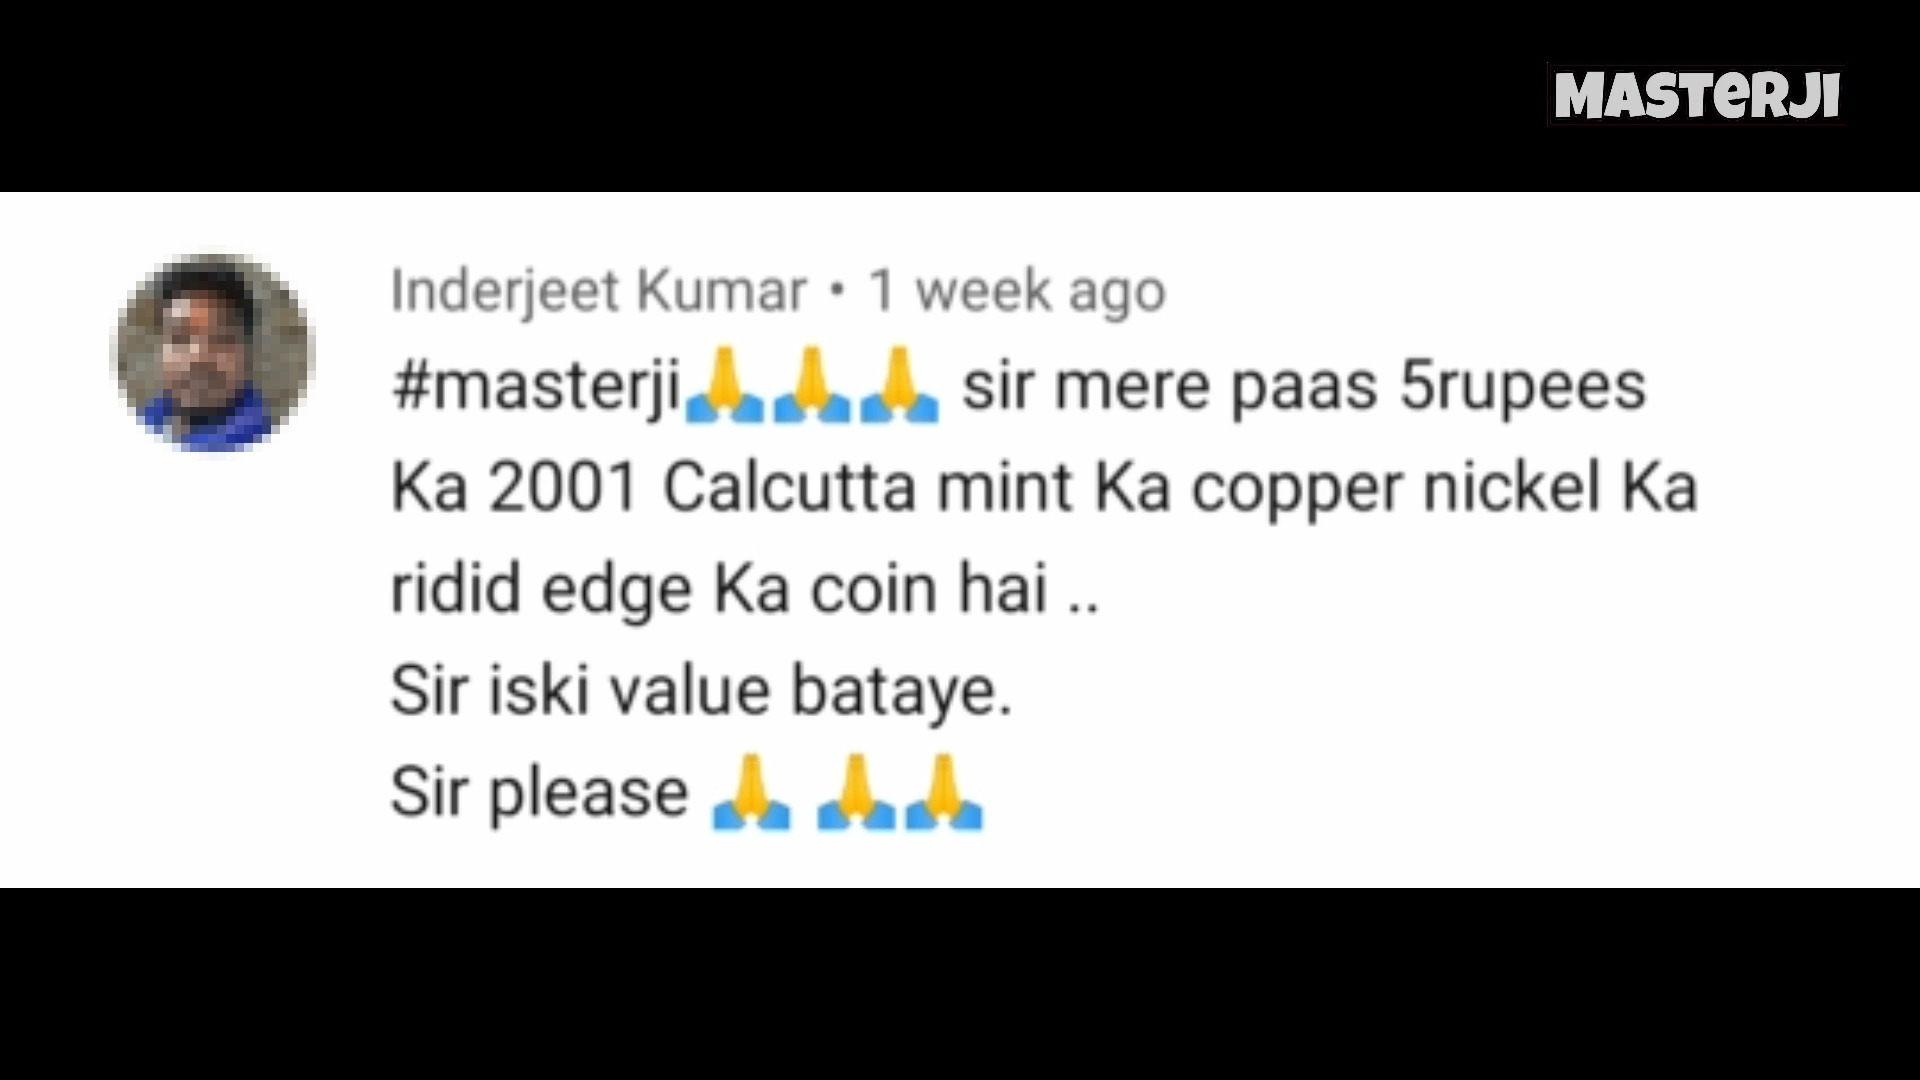 MASTERJI
Inderjeet Kumar • 1 week ago
#masterji🙏🙏🙏 sir mere paas 5rupees
Ka 2001 Calcutta mint Ka copper nickel Ka
ridid edge Ka coin hai ..
Sir iski value bataye.
Sir please 🙏 🙏🙏